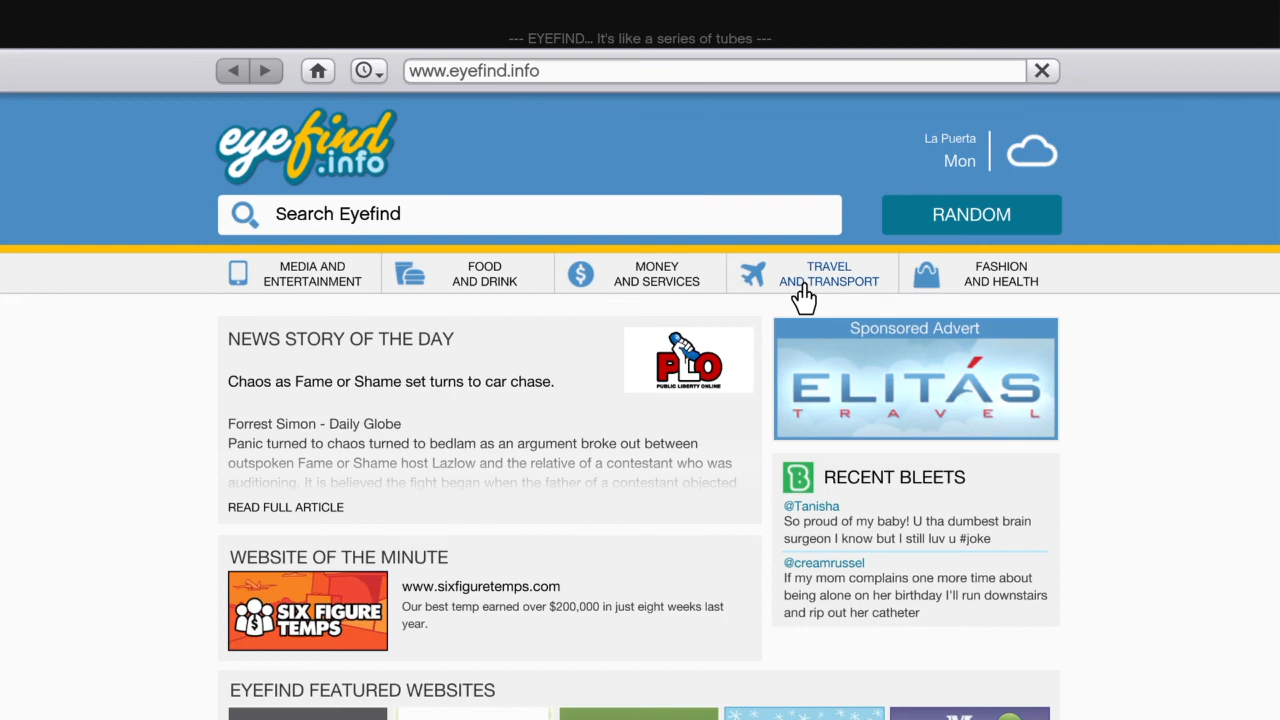 --- EYEFIND... It's like a series of tubes ---
www.eyefind.info
eyefind
.info
La Puerta
Mon
Search Eyefind
RANDOM
MEDIA AND
ENTERTAINMENT
FOOD
AND DRINK
MONEY
AND SERVICES
TRAVEL
AND TRANSPORT
FASHION
AND HEALTH
NEWS STORY OF THE DAY
PLO
PUBLIC LIBERTY ONLINE
Chaos as Fame or Shame set turns to car chase.
Forrest Simon - Daily Globe
Panic turned to chaos turned to bedlam as an argument broke out between
outspoken Fame or Shame host Lazlow and the relative of a contestant who was
auditioning. It is believed the fight began when the father of a contestant objected
READ FULL ARTICLE
Sponsored Advert
ELITÁS
TRAVEL
RECENT BLEETS
@Tanisha
So proud of my baby! U tha dumbest brain
surgeon I know but I still luv u #joke
@creamrussel
If my mom complains one more time about
being alone on her birthday I'll run downstairs
and rip out her catheter
WEBSITE OF THE MINUTE
SIX FIGURE
TEMPS
www.sixfiguretemps.com
Our best temp earned over $200,000 in just eight weeks last
year.
EYEFIND FEATURED WEBSITES